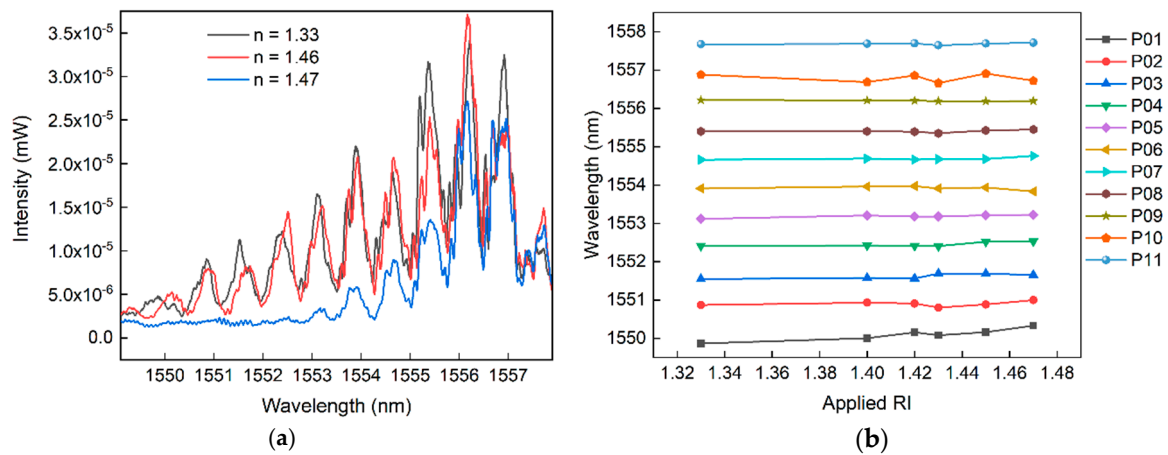 3.5x10⁻⁵
3.0x10⁻⁵
2.5x10⁻⁵
2.0x10⁻⁵
1.5x10⁻⁵
1.0x10⁻⁵
5.0x10⁻⁶
0.0
Intensity (mW)
n = 1.33
n = 1.46
n = 1.47
1550 1551 1552 1553 1554 1555 1556 1557
Wavelength (nm)
(a)
1558
1557
1556
1555
1554
1553
1552
1551
1550
Wavelength (nm)
1.32 1.34 1.36 1.38 1.40 1.42 1.44 1.46 1.48
Applied RI
P01
P02
P03
P04
P05
P06
P07
P08
P09
P10
P11
(b)